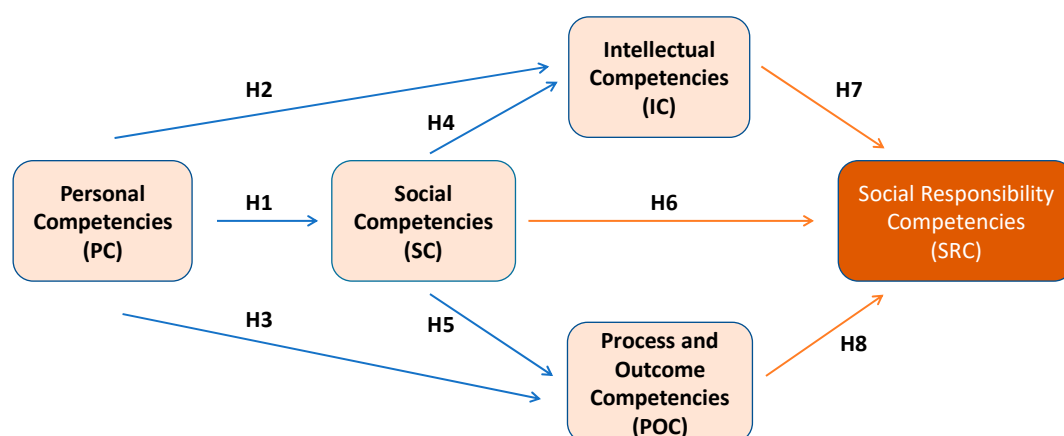 Intellectual
Competencies
(IC)
H2
H7
H4
Personal
Competencies
(PC)
H1
Social
Competencies
(SC)
H6
Social Responsibility
Competencies
(SRC)
H3
H5
Process and
Outcome
Competencies
(POC)
H8